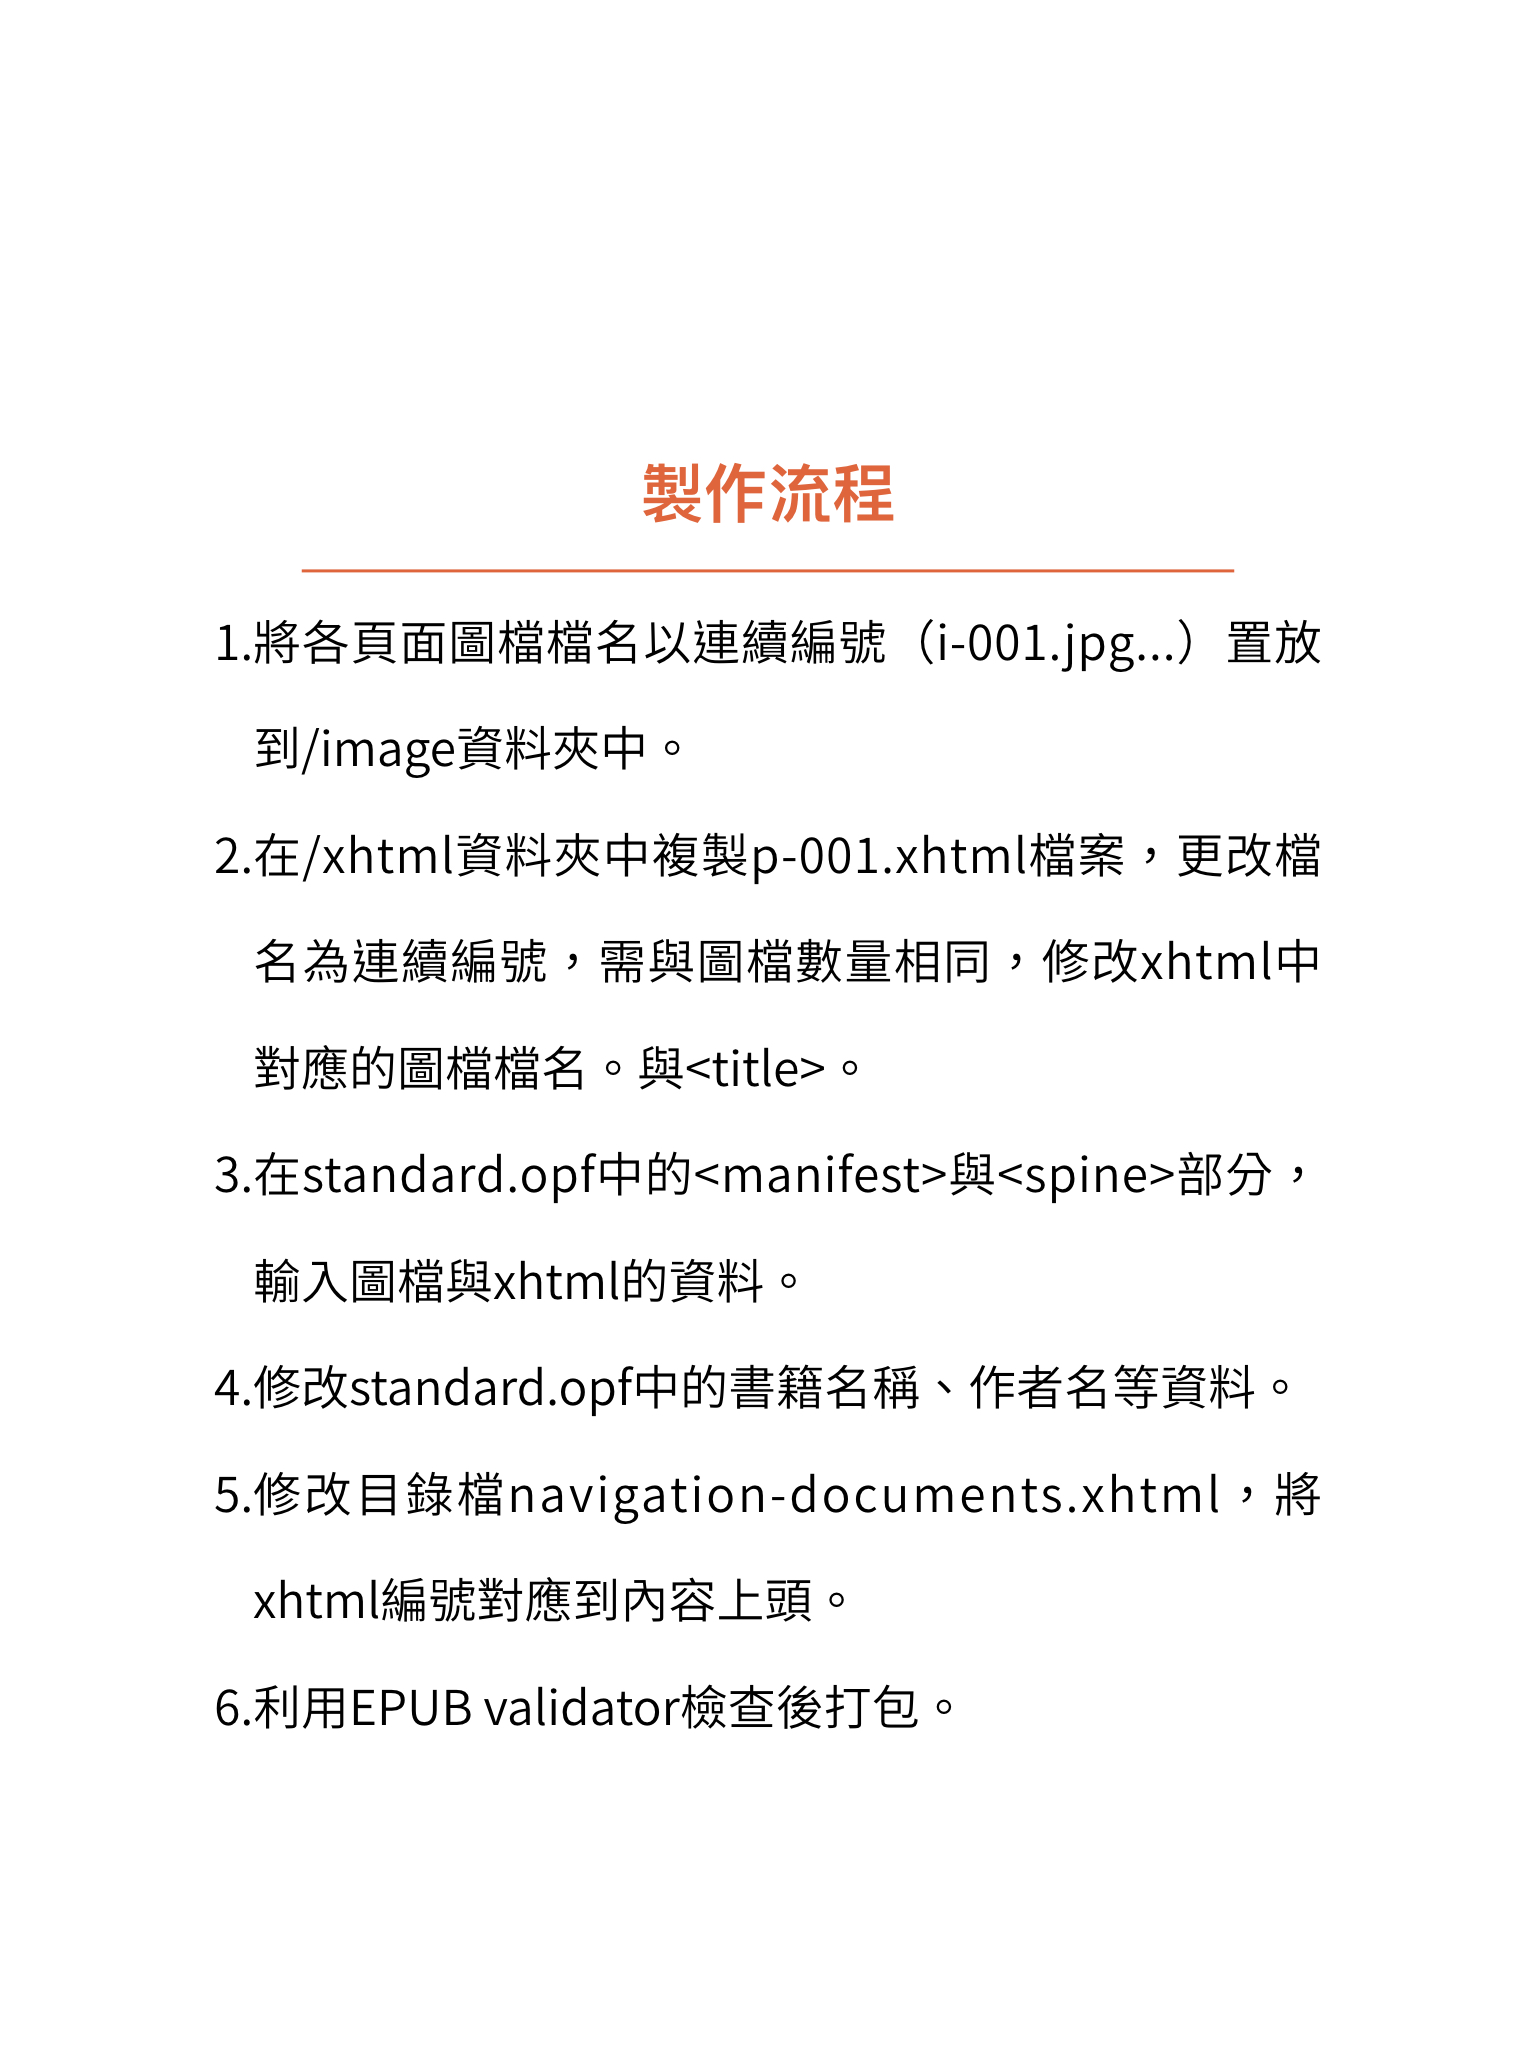 製作流程
1.將各頁面圖檔檔名以連續編號（i-001.jpg...）置放
到/image資料夾中。
2.在/xhtml資料夾中複製p-001.xhtml檔案，更改檔
名為連續編號，需與圖檔數量相同，修改xhtml中
對應的圖檔檔名。與<title>。
3.在standard.opf中的<manifest>與<spine>部分，
輸入圖檔與xhtml的資料。
4.修改standard.opf中的書籍名稱、作者名等資料。
5.修改目錄檔navigation-documents.xhtml，將
xhtml編號對應到內容上頭。
6.利用EPUB validator檢查後打包。